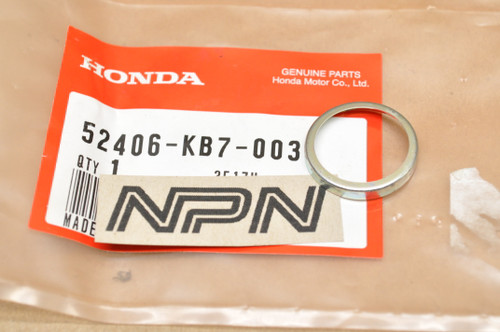 HONDA
GENUINE PARTS
Honda Motor Co., Ltd.
52406-KB7-003
QTY 1
NPN
MADE